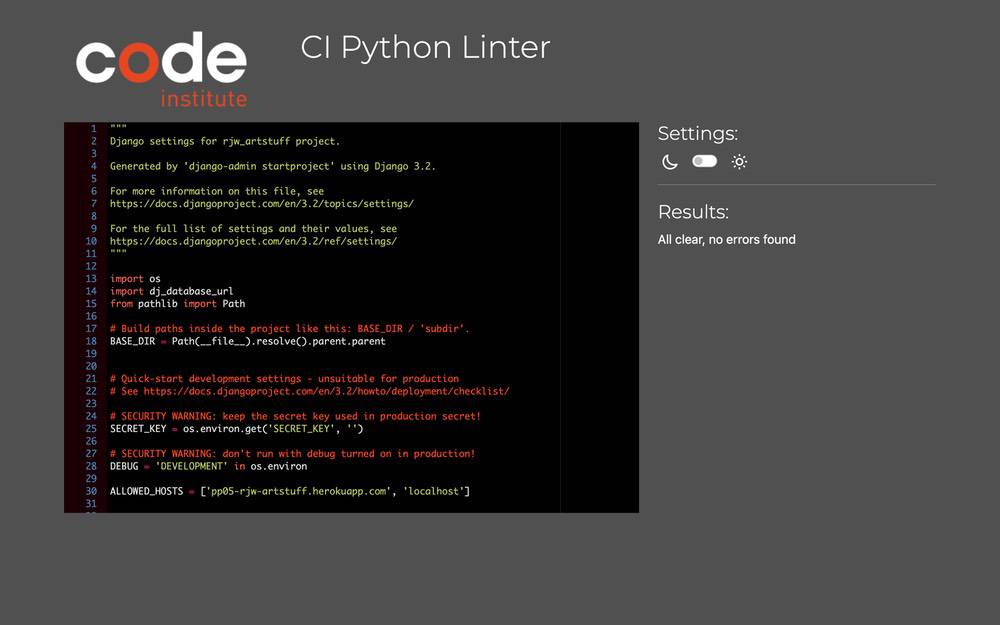 code
institute
CI Python Linter
1 """
2 Django settings for rjw_artstuff project.
3
4 Generated by 'django-admin startproject' using Django 3.2.
5
6 For more information on this file, see
7 https://docs.djangoproject.com/en/3.2/topics/settings/
8
9 For the full list of settings and their values, see
10 https://docs.djangoproject.com/en/3.2/ref/settings/
11 """
12
13 import os
14 import dj_database_url
15 from pathlib import Path
16
17 # Build paths inside the project like this: BASE_DIR / 'subdir'.
18 BASE_DIR = Path(__file__).resolve().parent.parent
19
20
21 # Quick-start development settings - unsuitable for production
22 # See https://docs.djangoproject.com/en/3.2/howto/deployment/checklist/
23
24 # SECURITY WARNING: keep the secret key used in production secret!
25 SECRET_KEY = os.environ.get('SECRET_KEY', '')
26
27 # SECURITY WARNING: don't run with debug turned on in production!
28 DEBUG = 'DEVELOPMENT' in os.environ
29
30 ALLOWED_HOSTS = ['pp05-rjw-artstuff.herokuapp.com', 'localhost']
31
Settings:
Results:
All clear, no errors found